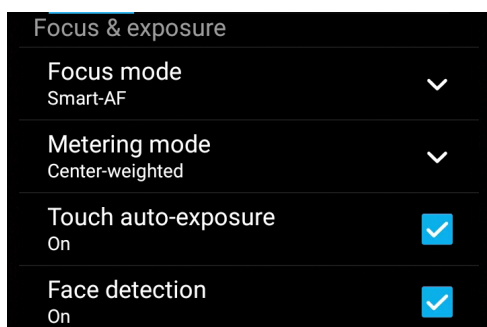 Focus & exposure
Focus mode
Smart-AF
Metering mode
Center-weighted
Touch auto-exposure
On
Face detection
On